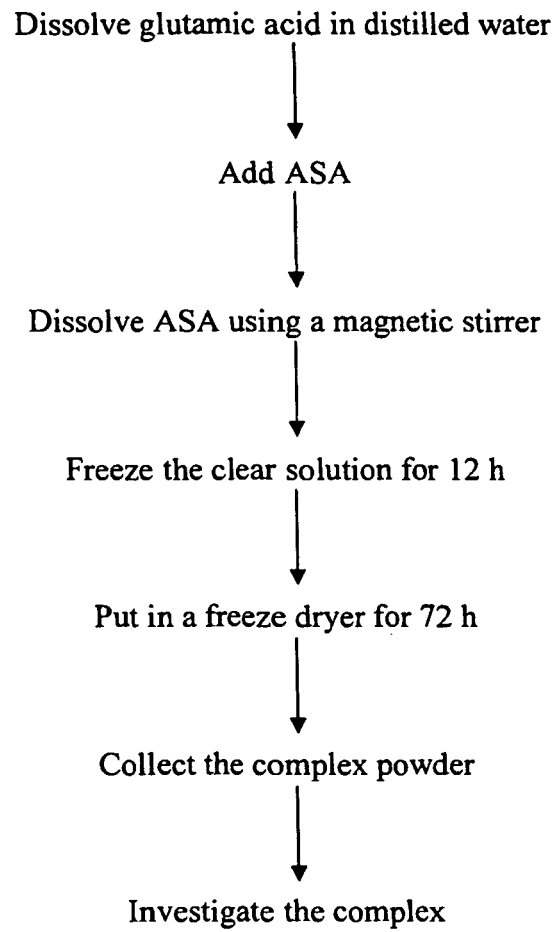 Dissolve glutamic acid in distilled water
Add ASA
Dissolve ASA using a magnetic stirrer
Freeze the clear solution for 12 h
Put in a freeze dryer for 72 h
Collect the complex powder
Investigate the complex